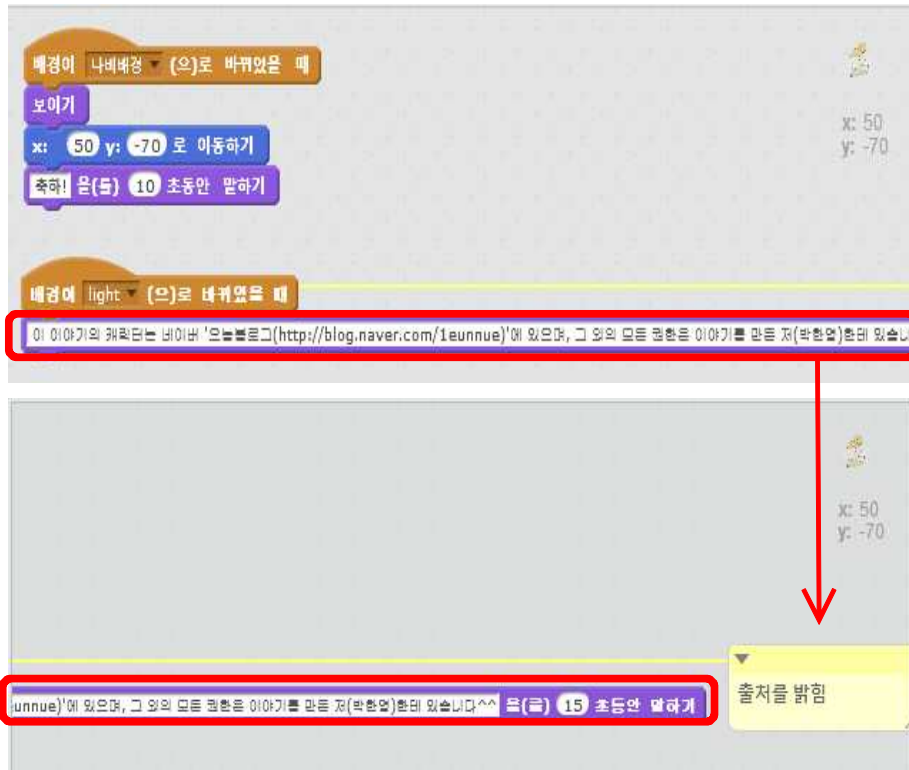 배경이 나비배경 (으)로 바뀌었을 때
보이기
x: 50 y: -70 로 이동하기
축하! 을(를) 10 초동안 말하기
x: 50
y: -70
배경이 light (으)로 바뀌었을 때
이 이야기의 캐릭터는 네이버 '으늉블로그(http://blog.naver.com/1eunnue)'에 있으며, 그 외의 모든 권한은 이야기를 만든 저(박한열)한테 있습니
x: 50
y: -70
출처를 밝힘
unnue)'에 있으며, 그 외의 모든 권한은 이야기를 만든 저(박한열)한테 있습니다^^ 을(를) 15 초동안 말하기